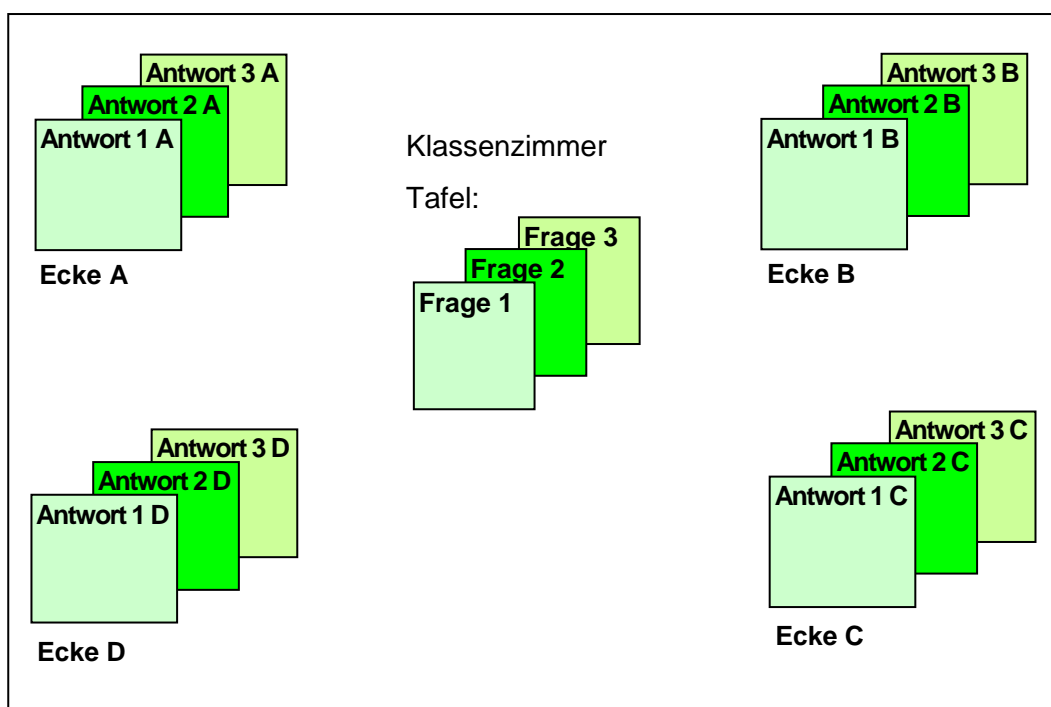 Antwort 3 A
Antwort 2 A
Antwort 1 A
Ecke A
Klassenzimmer
Tafel:
Frage 3
Frage 2
Frage 1
Antwort 3 B
Antwort 2 B
Antwort 1 B
Ecke B
Antwort 3 D
Antwort 2 D
Antwort 1 D
Ecke D
Antwort 3 C
Antwort 2 C
Antwort 1 C
Ecke C